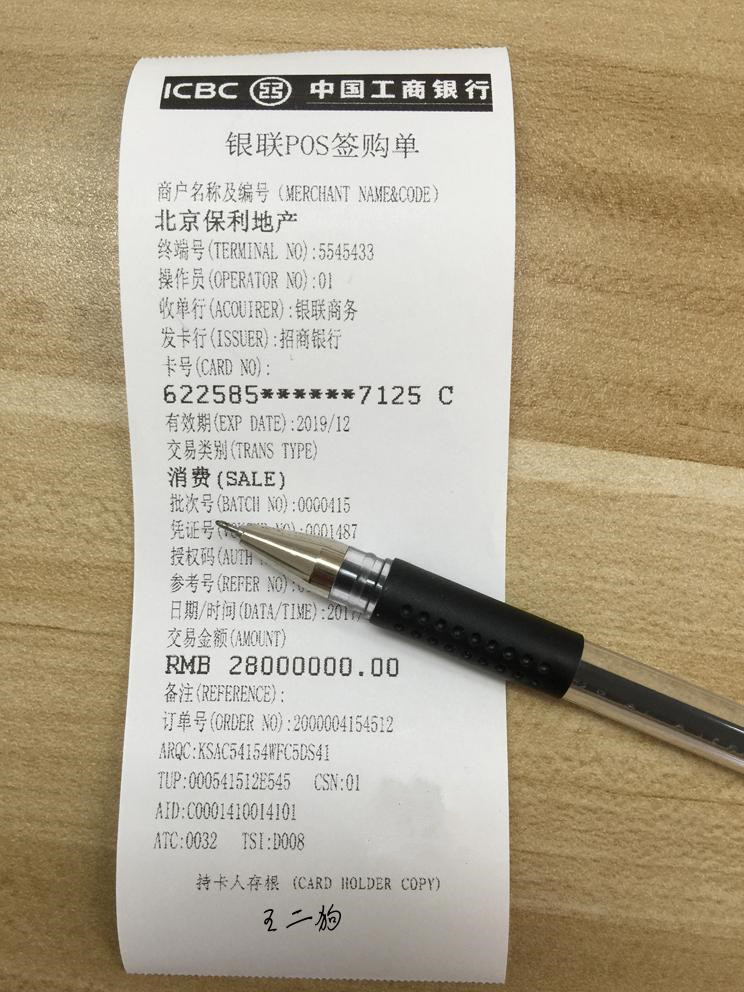 ICBC 中国工商银行
银联POS签购单
商户名称及编号(MERCHANT NAME&CODE)
北京保利地产
终端号(TERMINAL NO):5545433
操作员(OPERATOR NO):01
收单行(ACQUIRER):银联商务
发卡行(ISSUER):招商银行
卡号(CARD NO):
622585******7125 C
有效期(EXP DATE):2019/12
交易类别(TRANS TYPE)
消费(SALE)
批次号(BATCH NO):0000415
凭证号 NO):0001487
授权码(AUTH
参考号(REFER NO):
日期/时间(DATA/TIME):2017
交易金额(AMOUNT)
RMB 28000000.00
备注(REFERENCE):
订单号(ORDER NO):2000004154512
ARQC:KSAC54154WFC5DS41
TUP:000541512E545 CSN:01
AID:C0001410014101
ATC:0032 TSI:D008
持卡人存根 (CARD HOLDER COPY)
王二狗